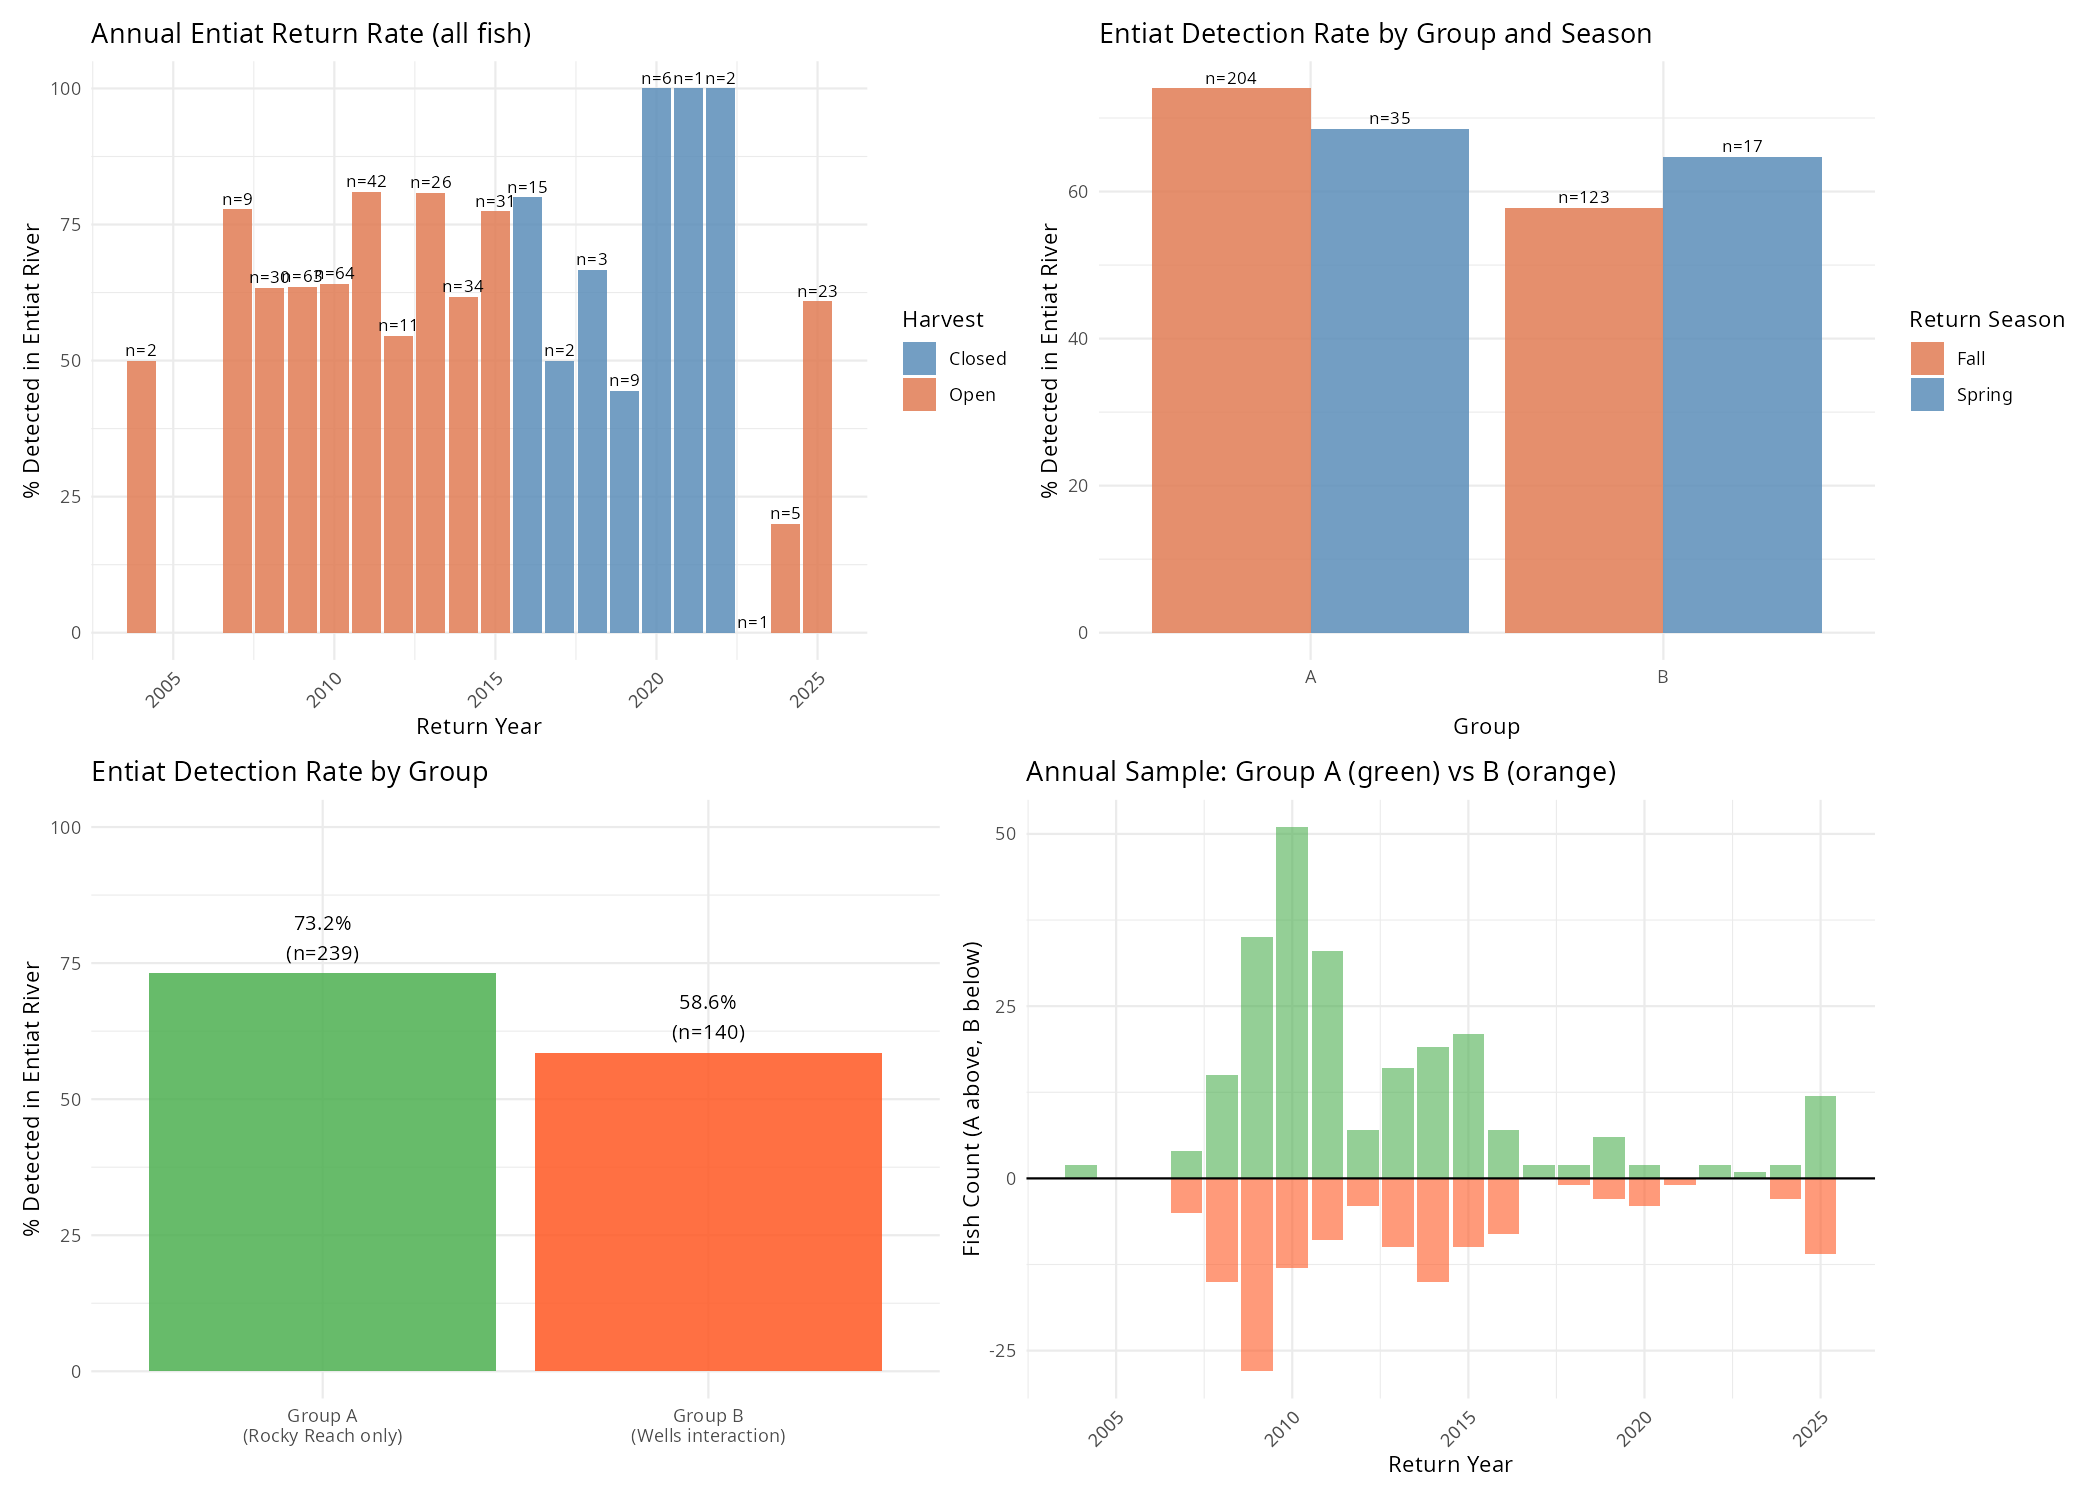 Annual Entiat Return Rate (all fish)
% Detected in Entiat River
100
75
50
25
0
n=2
n=9
n=30
n=63
n=64
n=42
n=11
n=26
n=34
n=31
n=15
n=2
n=3
n=9
n=6
n=1
n=2
n=1
n=5
n=23
2005
2010
2015
2020
2025
Return Year
Harvest
Closed
Open
Entiat Detection Rate by Group and Season
% Detected in Entiat River
60
40
20
0
n=204
n=35
n=123
n=17
A
B
Group
Return Season
Fall
Spring
Entiat Detection Rate by Group
% Detected in Entiat River
100
75
50
25
0
73.2%
(n=239)
58.6%
(n=140)
Group A
(Rocky Reach only)
Group B
(Wells interaction)
Annual Sample: Group A (green) vs B (orange)
Fish Count (A above, B below)
50
25
0
-25
2005
2010
2015
2020
2025
Return Year